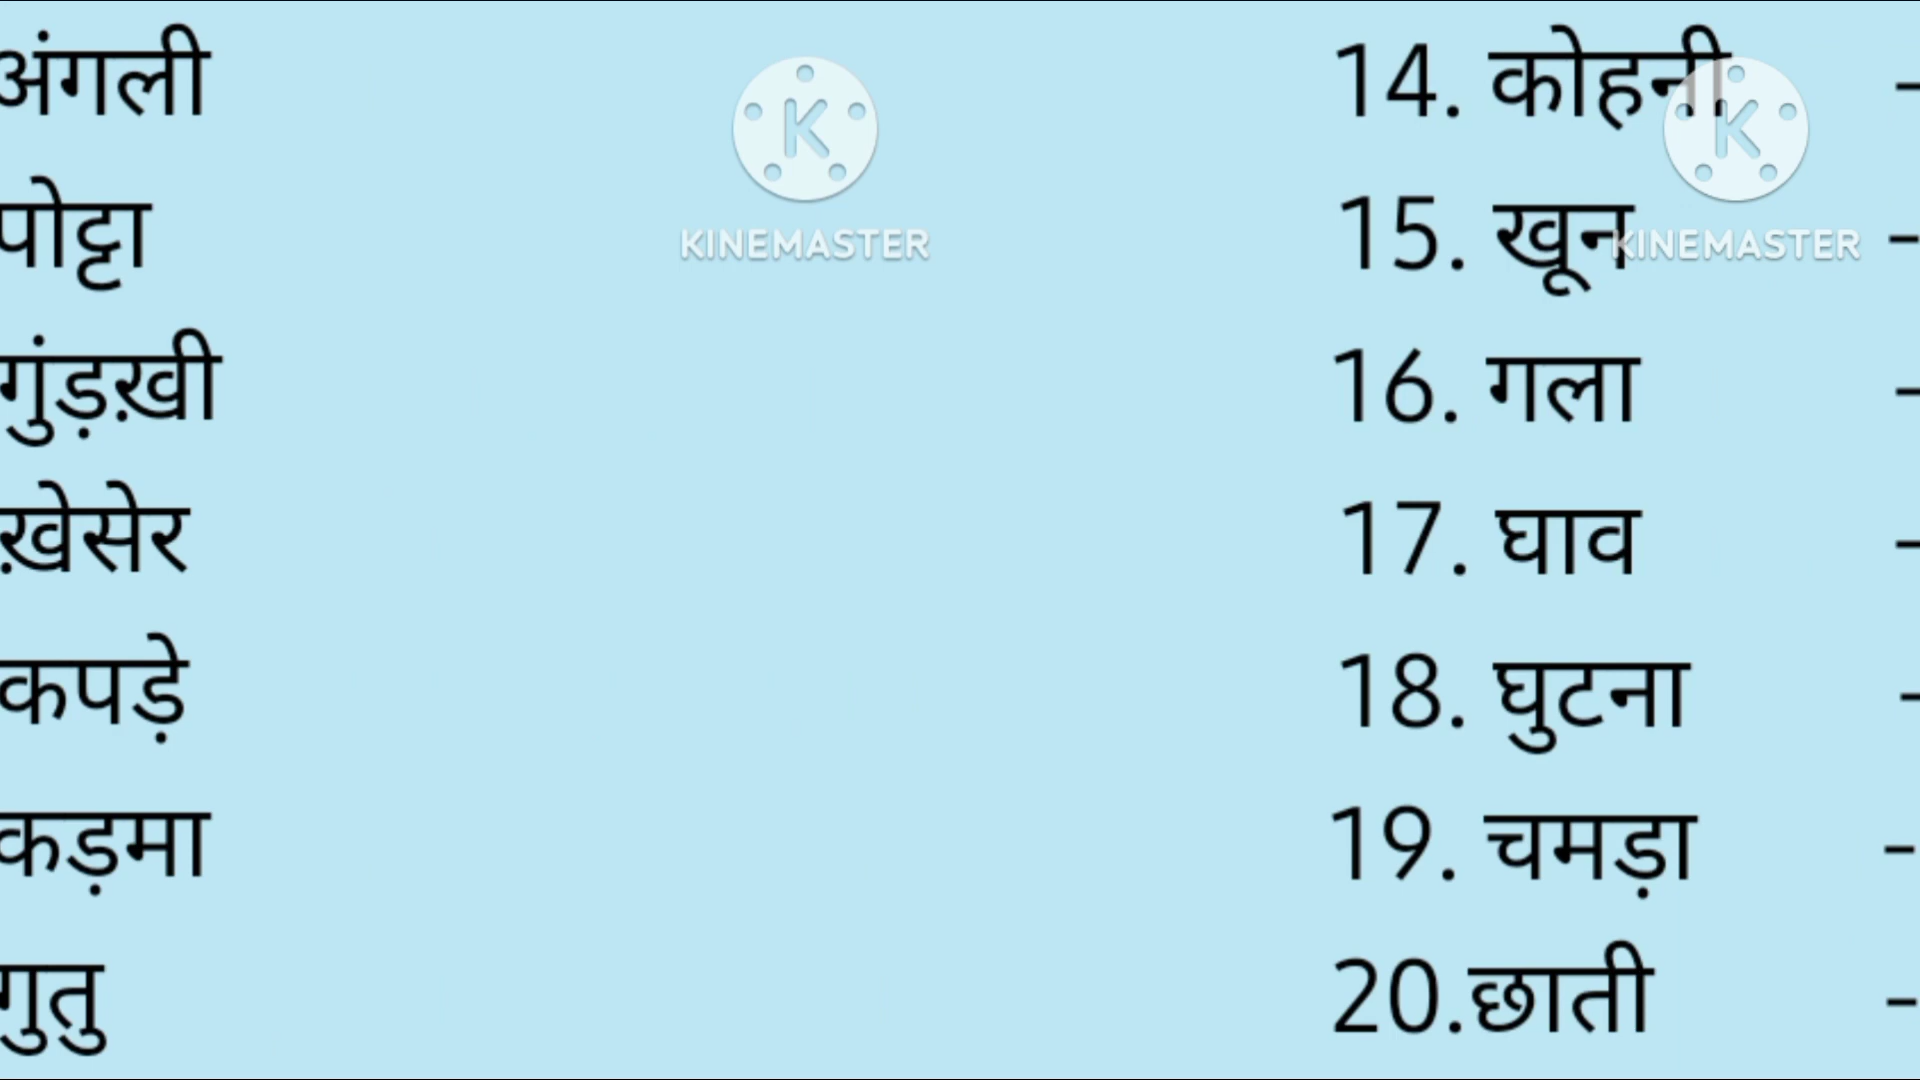 अंगली
पोट्टा
गुंड़ख़ी
ख़ेसेर
कपड़े
कड़मा
गुतु
14. कोहनी -
15. खून -
16. गला -
17. घाव -
18. घुटना -
19. चमड़ा -
20.छाती -
KINEMASTER
KINEMASTER